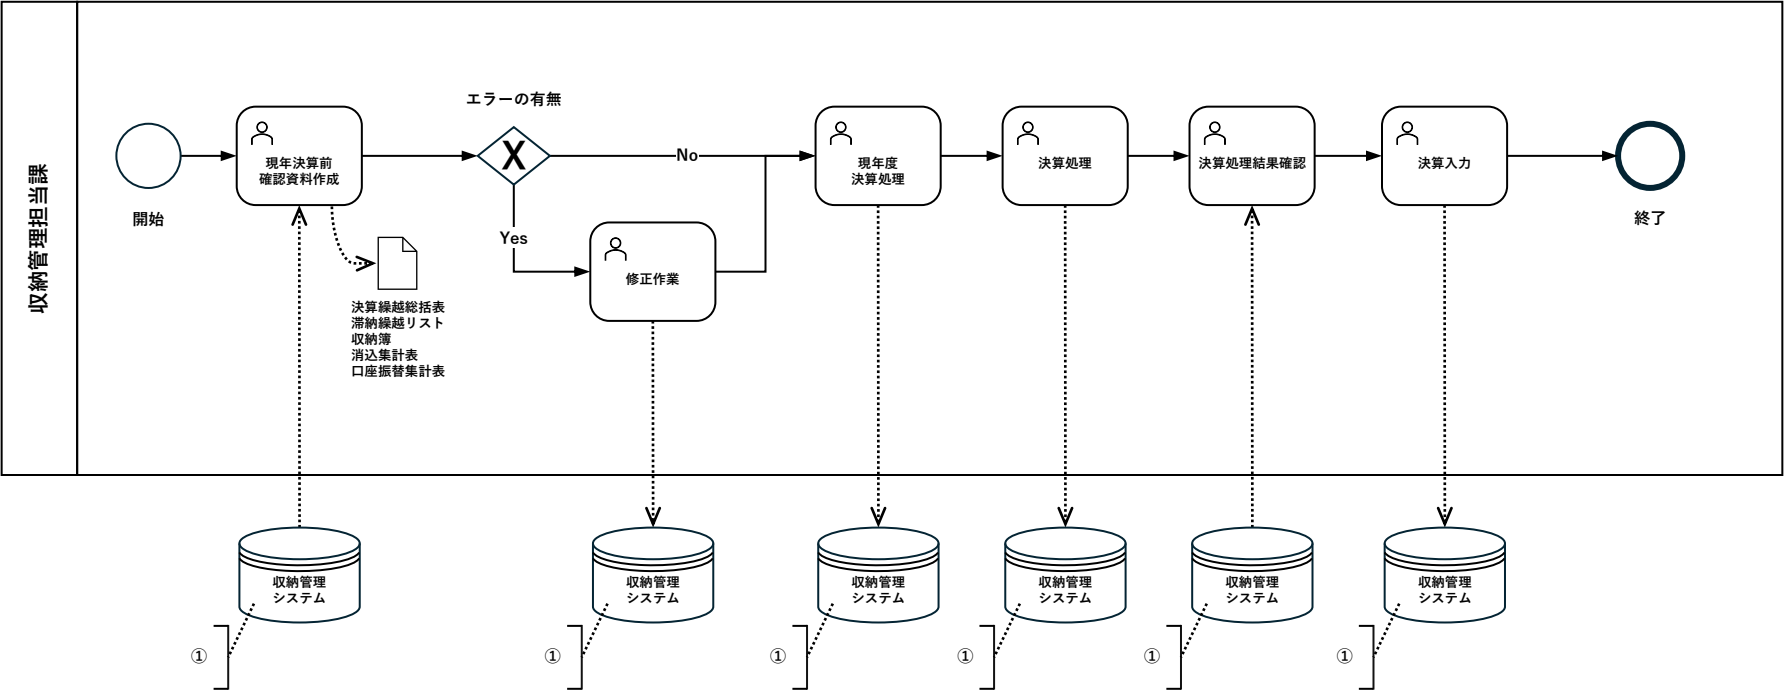 収納管理担当課
開始
現年決算前
確認資料作成
決算繰越総括表
滞納繰越リスト
収納簿
消込集計表
口座振替集計表
エラーの有無
X
No
Yes
修正作業
現年度
決算処理
決算処理
決算処理結果確認
決算入力
終了
収納管理
システム
①
収納管理
システム
①
収納管理
システム
①
収納管理
システム
①
収納管理
システム
①
収納管理
システム
①